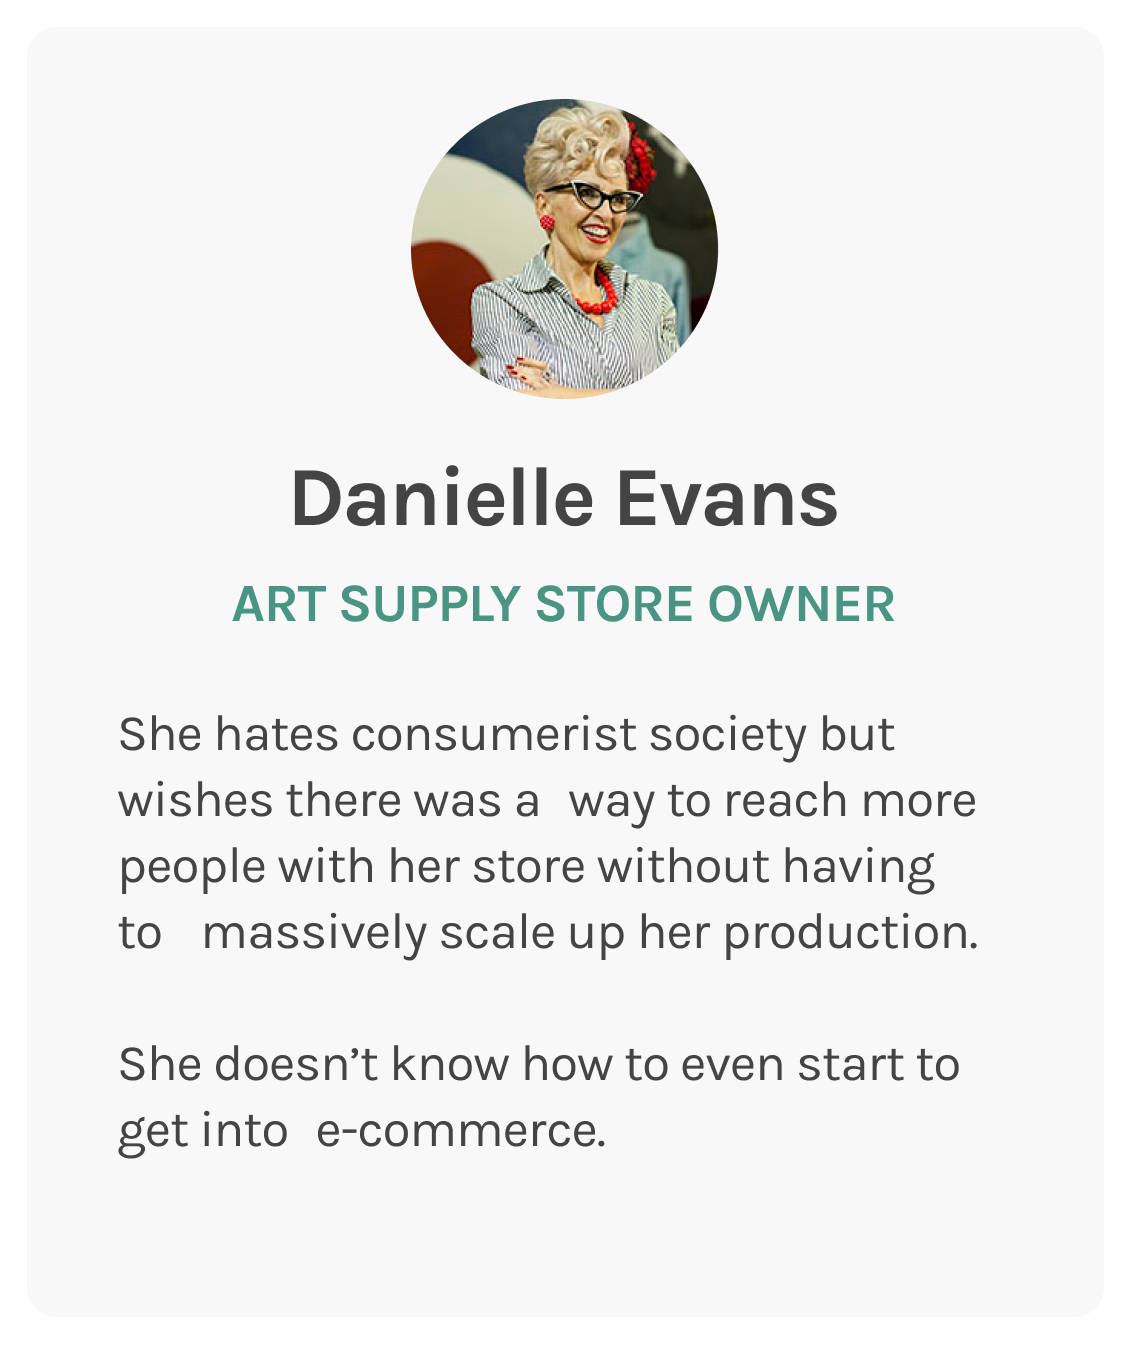 Danielle Evans
ART SUPPLY STORE OWNER
She hates consumerist society but
wishes there was a way to reach more
people with her store without having
to massively scale up her production.
She doesn’t know how to even start to
get into e-commerce.